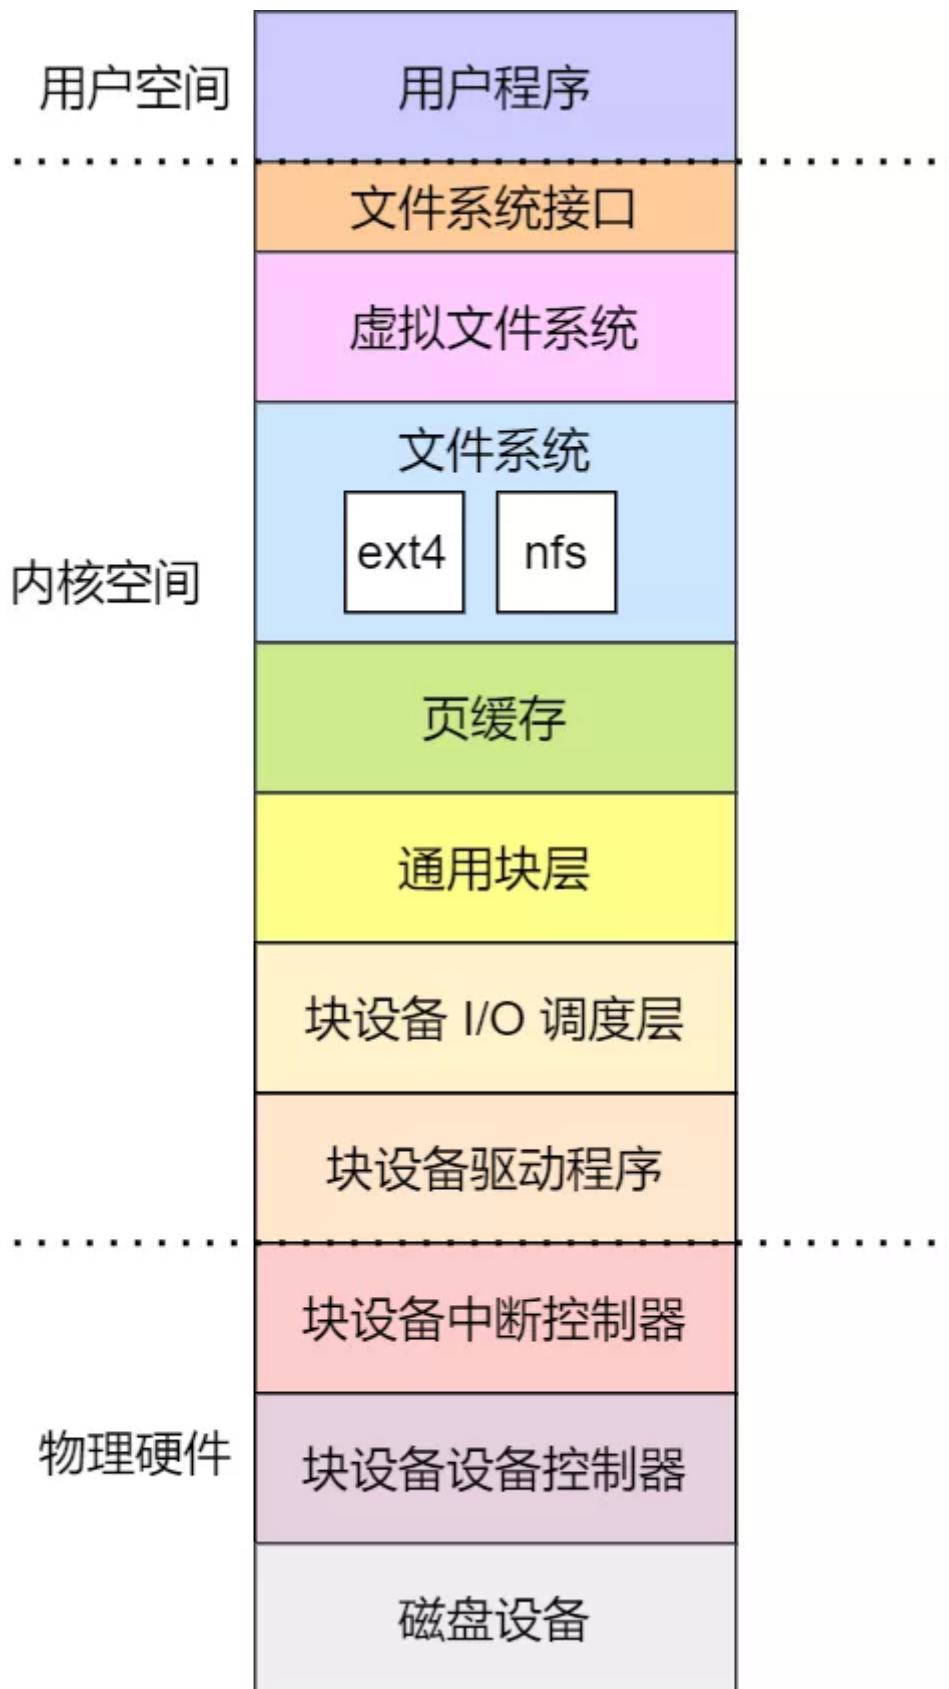 用户空间
用户程序
文件系统接口
虚拟文件系统
文件系统
ext4
nfs
内核空间
页缓存
通用块层
块设备 I/O 调度层
块设备驱动程序
块设备中断控制器
物理硬件
块设备设备控制器
磁盘设备